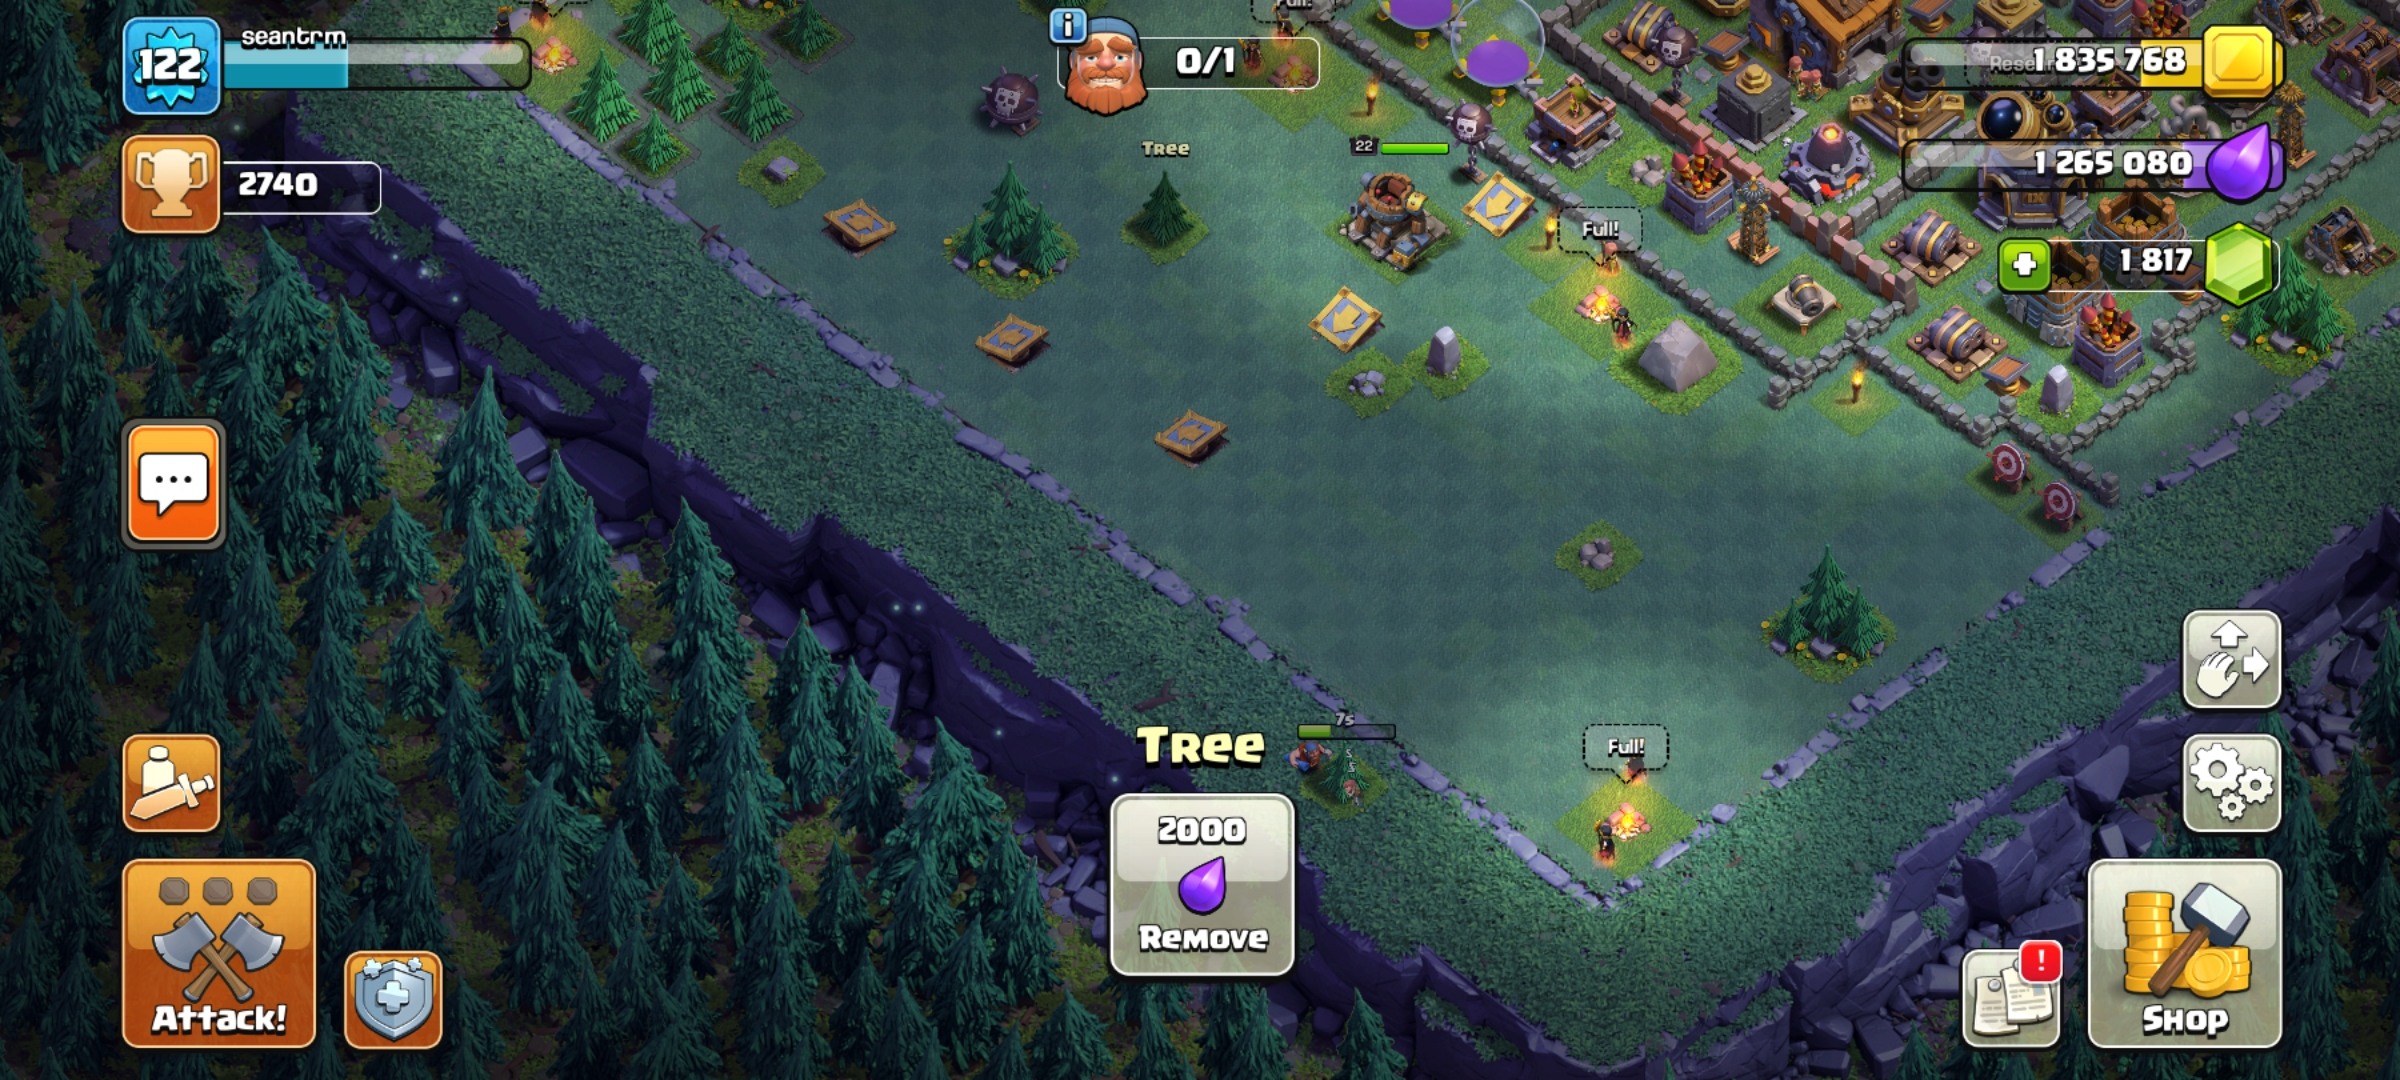 122
seantrm
0/1
Full!
1 835 768
2740
Tree
22
1 265 080
Full!
1 817
7s
Tree
Full!
2000
Remove
Attack!
!
Shop